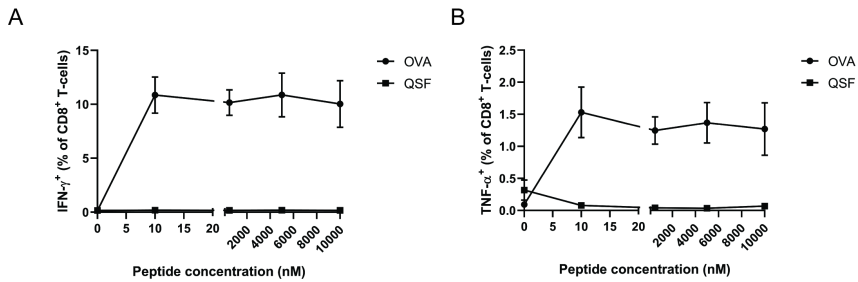 A
IFN-γ⁺ (% of CD8⁺ T-cells)
15
10
5
0
0 5 10 15 20 2000 4000 6000 8000 10000
Peptide concentration (nM)
OVA
QSF
B
TNF-α⁺ (% of CD8⁺ T-cells)
2.5
2.0
1.5
1.0
0.5
0.0
0 5 10 15 20 2000 4000 6000 8000 10000
Peptide concentration (nM)
OVA
QSF